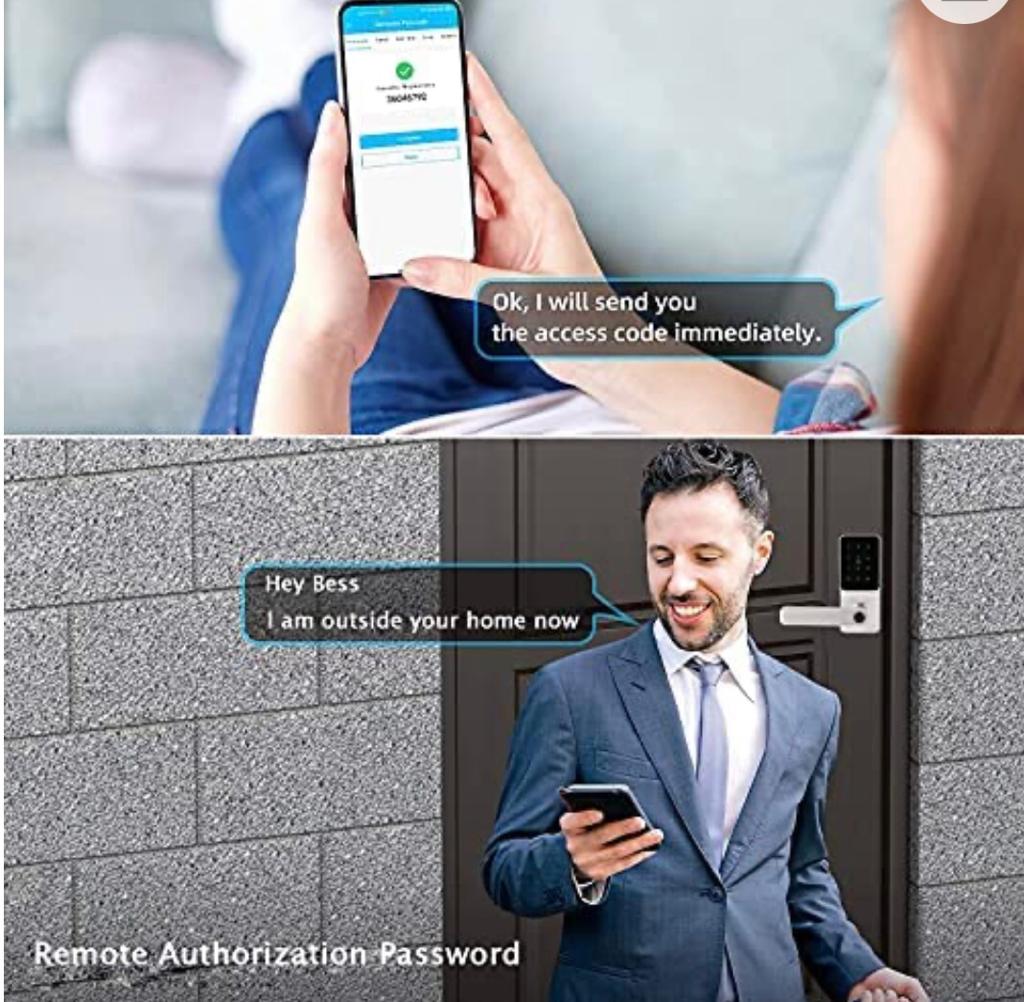 Ok, I will send you
the access code immediately.
Hey Bess
I am outside your home now
Remote Authorization Password